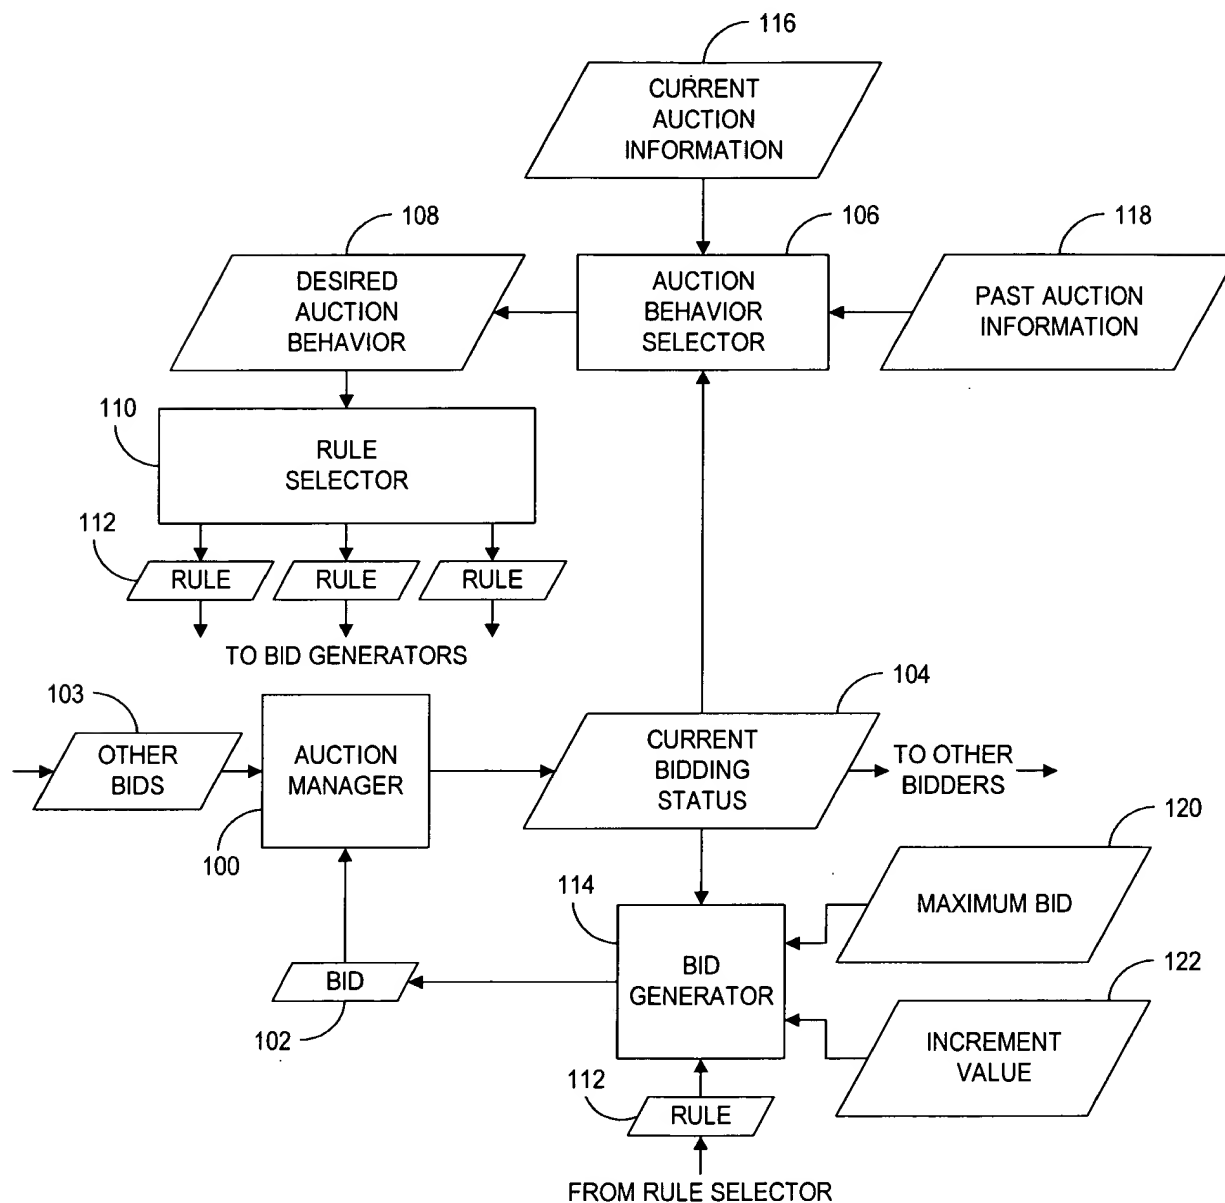 116
CURRENT
AUCTION
INFORMATION
108
106
118
DESIRED
AUCTION
BEHAVIOR
AUCTION
BEHAVIOR
SELECTOR
PAST AUCTION
INFORMATION
110
RULE
SELECTOR
112
RULE
RULE
RULE
TO BID GENERATORS
103
104
OTHER
BIDS
AUCTION
MANAGER
CURRENT
BIDDING
STATUS
TO OTHER
BIDDERS
100
120
114
MAXIMUM BID
BID
BID
GENERATOR
102
122
INCREMENT
VALUE
112
RULE
FROM RULE SELECTOR